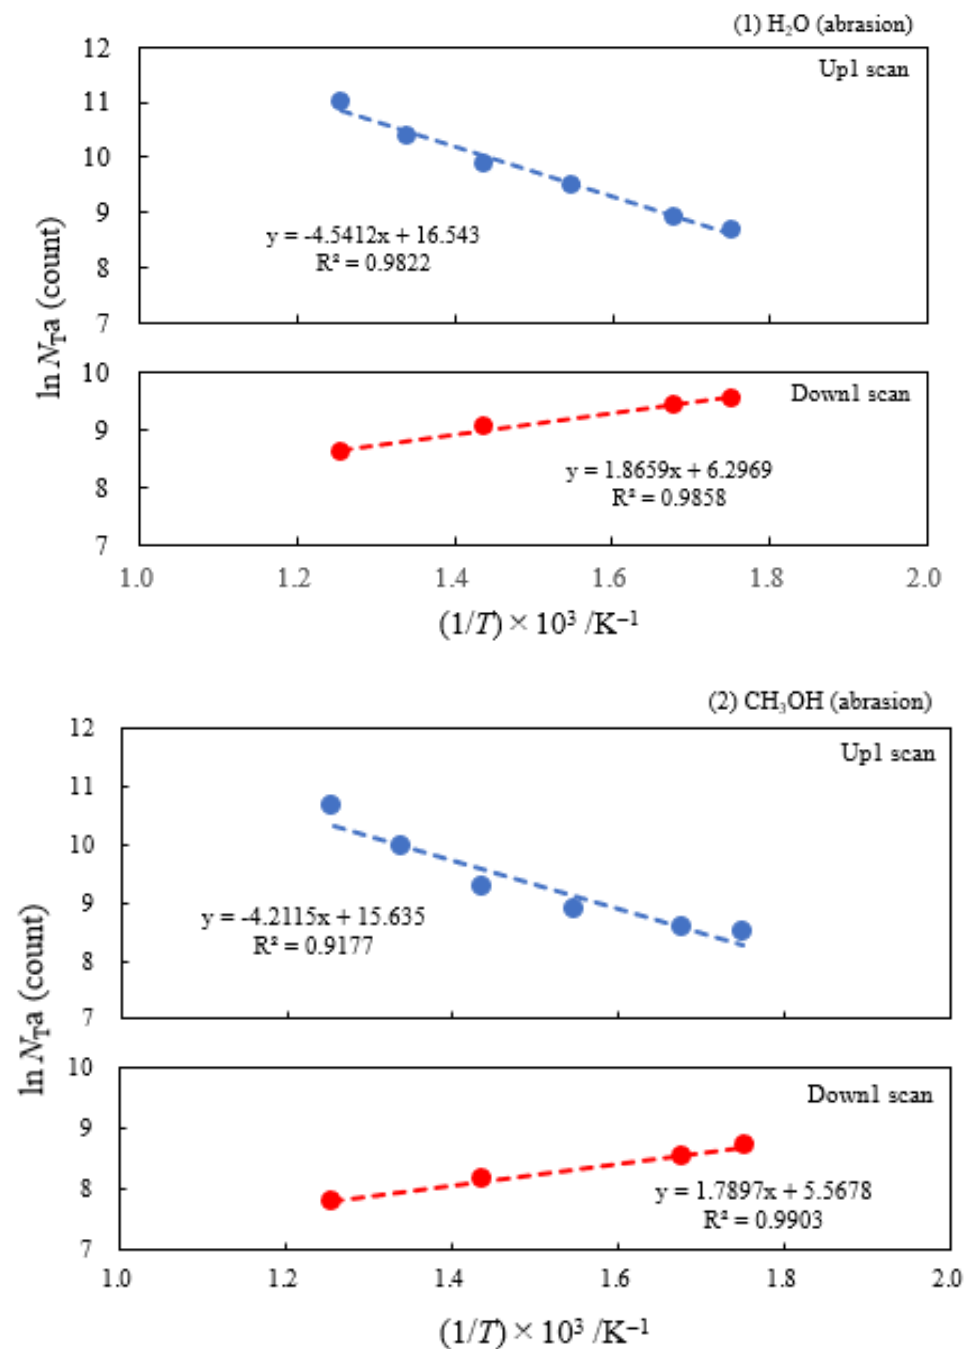 (1) H₂O (abrasion)
Up1 scan
12
11
10
9
8
7
y = -4.5412x + 16.543
R² = 0.9822
ln N_Ta (count)
Down1 scan
10
9
8
7
y = 1.8659x + 6.2969
R² = 0.9858
1.0 1.2 1.4 1.6 1.8 2.0
(1/T) × 10³ /K⁻¹
(2) CH₃OH (abrasion)
Up1 scan
12
11
10
9
8
7
y = -4.2115x + 15.635
R² = 0.9177
ln N_Ta (count)
Down1 scan
10
9
8
7
y = 1.7897x + 5.5678
R² = 0.9903
1.0 1.2 1.4 1.6 1.8 2.0
(1/T) × 10³ /K⁻¹